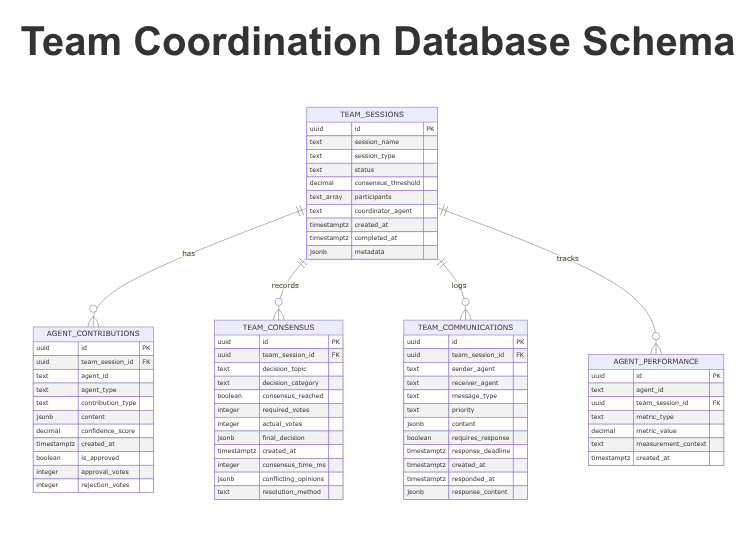 Team Coordination Database Schema
TEAM_SESSIONS
uuid id PK
text session_name
text session_type
text status
decimal consensus_threshold
text_array participants
text coordinator_agent
timestamptz created_at
timestamptz completed_at
jsonb metadata
has
records
logs
tracks
AGENT_CONTRIBUTIONS
uuid id PK
uuid team_session_id FK
text agent_id
text agent_type
text contribution_type
jsonb content
decimal confidence_score
timestamptz created_at
boolean is_approved
integer approval_votes
integer rejection_votes
TEAM_CONSENSUS
uuid id PK
uuid team_session_id FK
text decision_topic
text decision_category
boolean consensus_reached
integer required_votes
integer actual_votes
jsonb final_decision
timestamptz created_at
integer consensus_time_ms
jsonb conflicting_opinions
text resolution_method
TEAM_COMMUNICATIONS
uuid id PK
uuid team_session_id FK
text sender_agent
text receiver_agent
text message_type
text priority
jsonb content
boolean requires_response
timestamptz response_deadline
timestamptz created_at
timestamptz responded_at
jsonb response_content
AGENT_PERFORMANCE
uuid id PK
text agent_id
uuid team_session_id FK
text metric_type
decimal metric_value
text measurement_context
timestamptz created_at